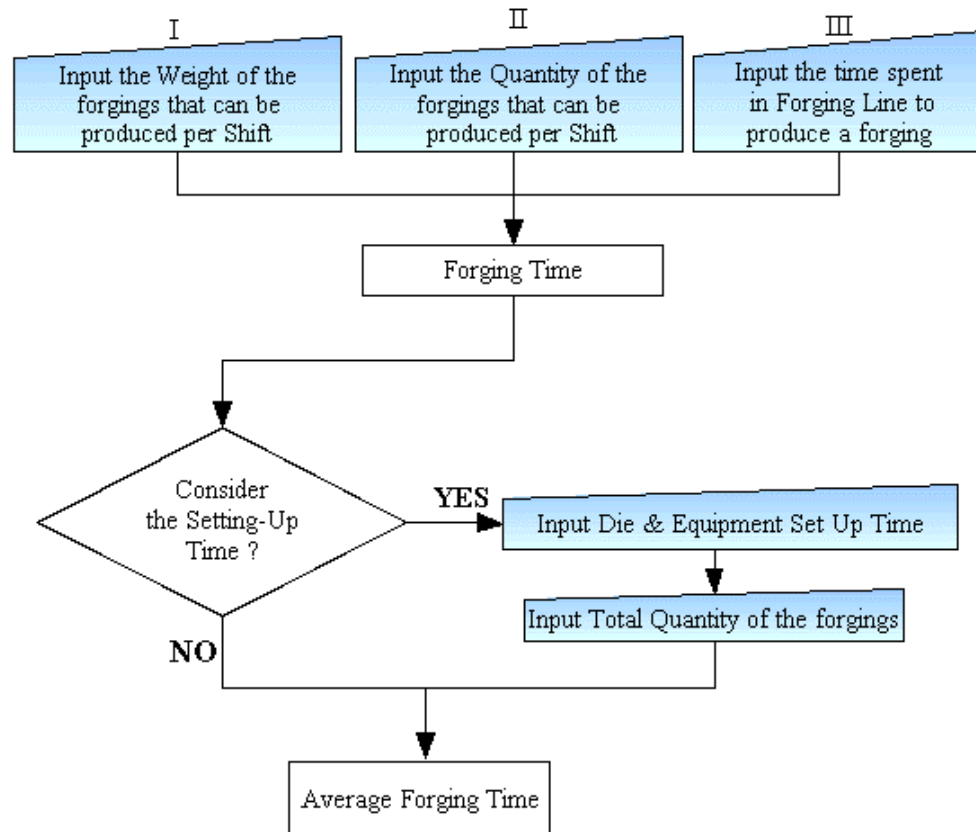 I
Input the Weight of the
forgings that can be
produced per Shift
II
Input the Quantity of the
forgings that can be
produced per Shift
III
Input the time spent
in Forging Line to
produce a forging
Forging Time
Consider
the Setting-Up
Time ?
YES
Input Die & Equipment Set Up Time
Input Total Quantity of the forgings
NO
Average Forging Time